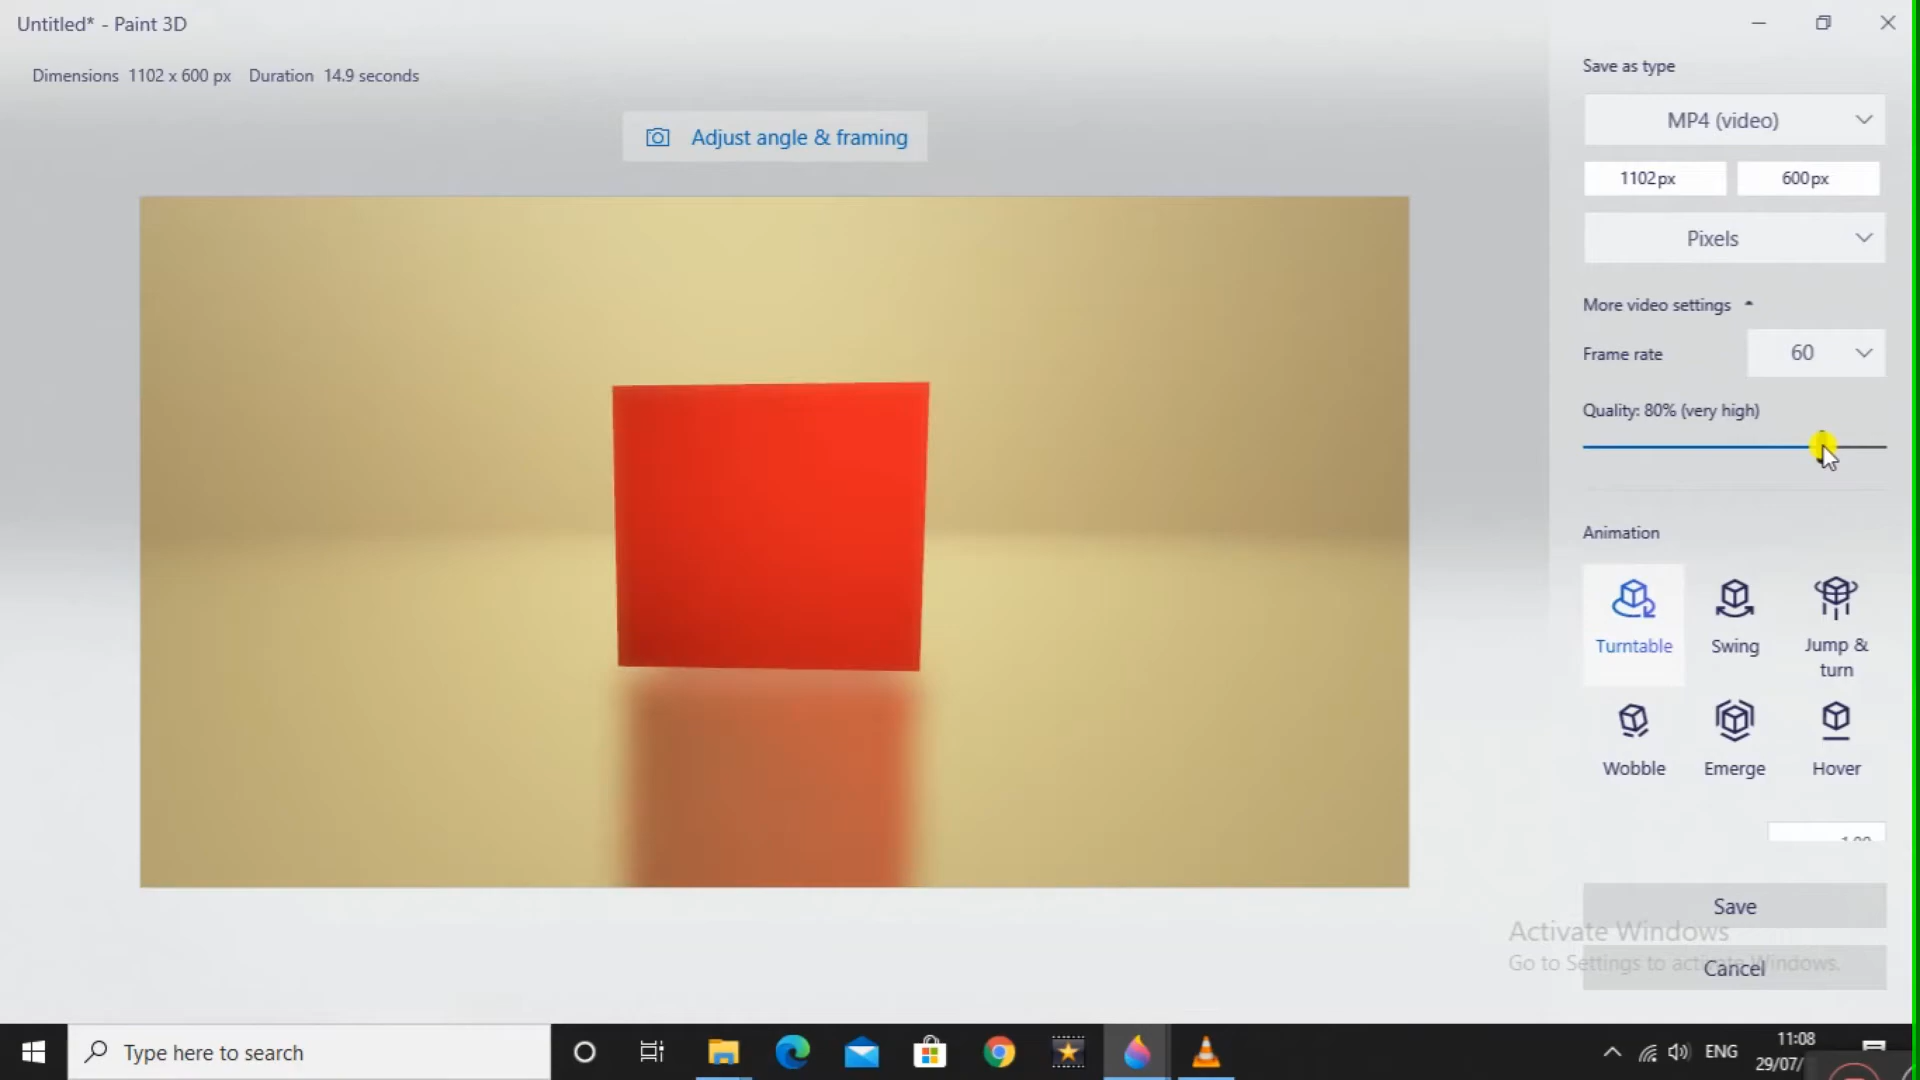 Untitled* - Paint 3D
Dimensions 1102 x 600 px Duration 14.9 seconds
Adjust angle & framing
Save as type
MP4 (video)
1102px 600px
Pixels
More video settings
Frame rate 60
Quality: 80% (very high)
Animation
Turntable Swing Jump & turn
Wobble Emerge Hover
1.00
Save
Activate Windows
Go to Settings to activate Windows.
Cancel
Type here to search
ENG
11:08
29/07/